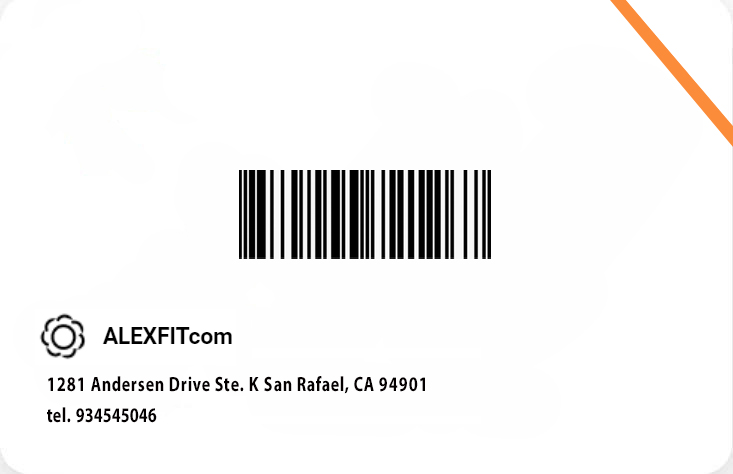 ALEXFITcom
1281 Andersen Drive Ste. K San Rafael, CA 94901
tel. 934545046